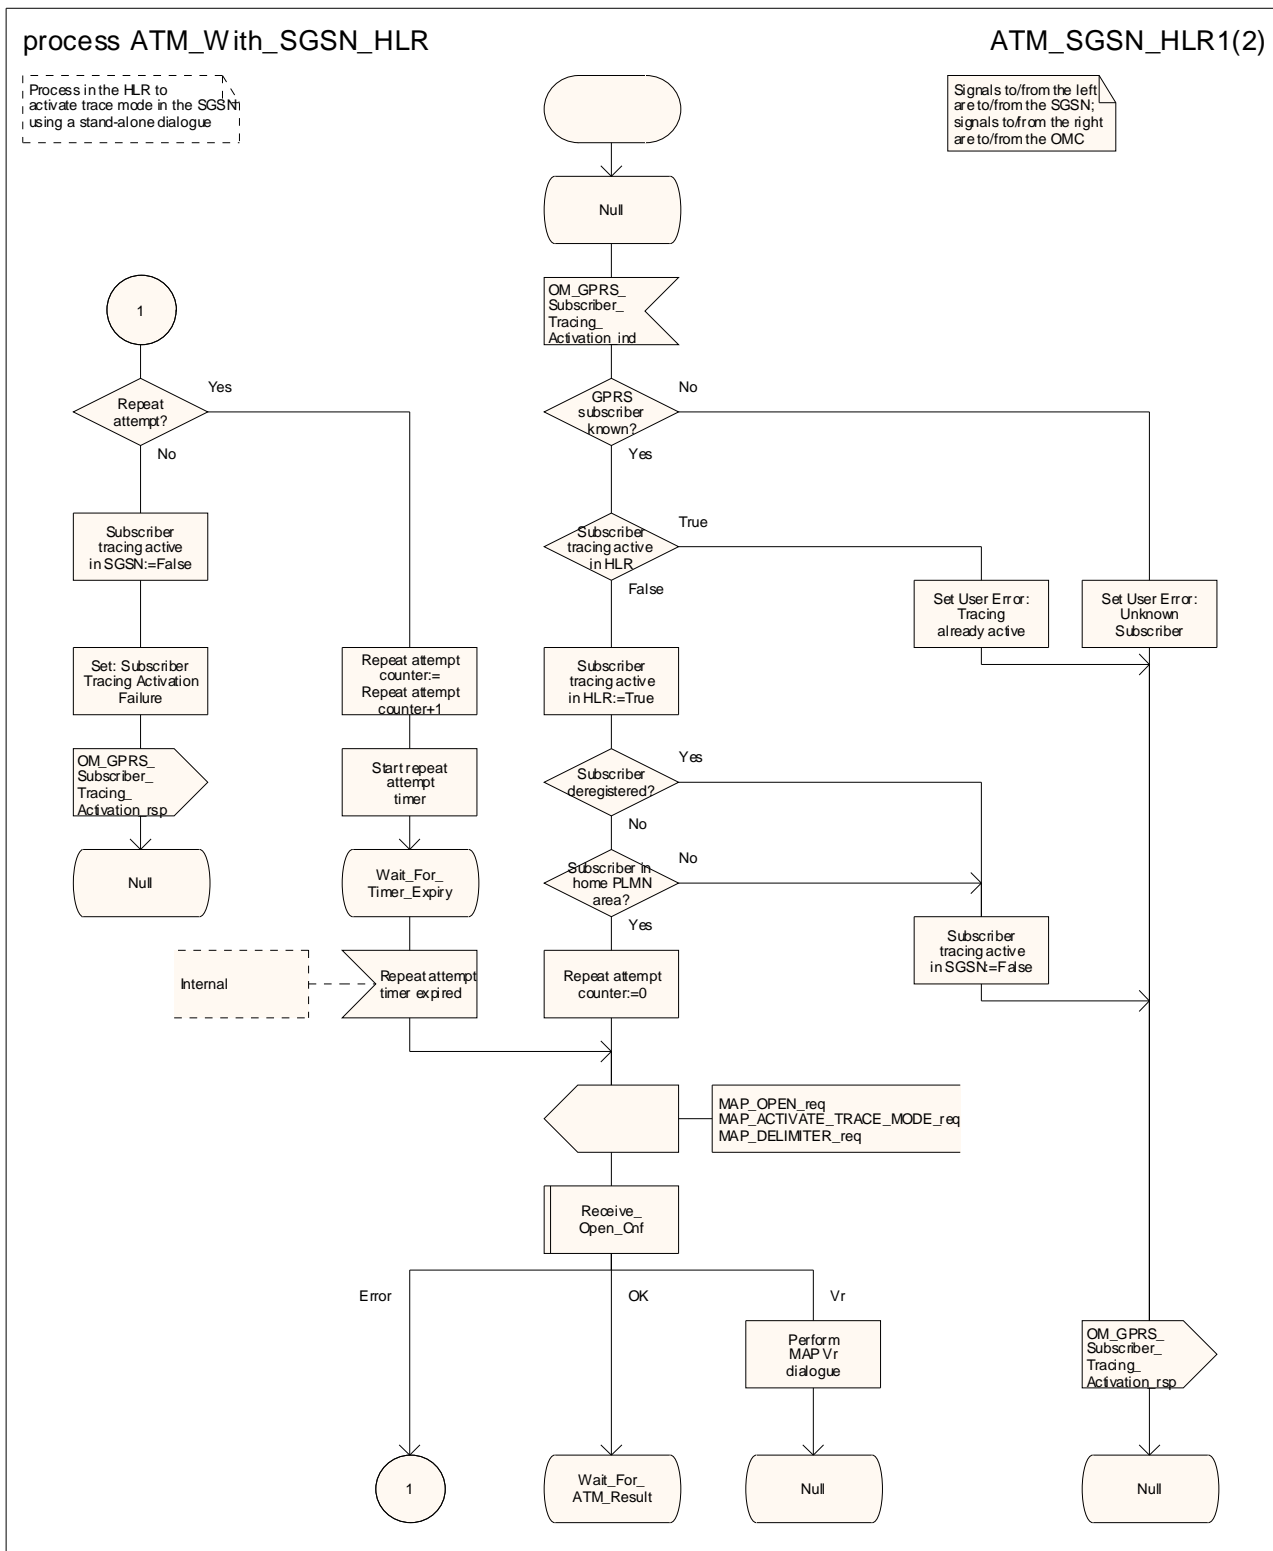 process ATM_With_SGSN_HLR
ATM_SGSN_HLR1(2)
Process in the HLR to
activate trace mode in the SGSN
using a stand-alone dialogue
Signals to/from the left
are to/from the SGSN;
signals to/from the right
are to/from the OMC
Null
OM_GPRS_
Subscriber_
Tracing_
Activation_ind
1
Repeat
attempt?
Yes
No
GPRS
subscriber
known?
No
Yes
Subscriber
tracing active
in SGSN:=False
Subscriber
tracing active
in HLR
True
False
Set User Error:
Tracing
already active
Set User Error:
Unknown
Subscriber
Set: Subscriber
Tracing Activation
Failure
Repeat attempt
counter:=
Repeat attempt
counter+1
Subscriber
tracing active
in HLR:=True
OM_GPRS_
Subscriber_
Tracing_
Activation_rsp
Start repeat
attempt
timer
Subscriber
deregistered?
Yes
No
Null
Wait_For_
Timer_Expiry
Subscriber in
home PLMN
area?
No
Yes
Subscriber
tracing active
in SGSN:=False
Internal
Repeat attempt
timer expired
Repeat attempt
counter:=0
MAP_OPEN_req
MAP_ACTIVATE_TRACE_MODE_req
MAP_DELIMITER_req
Receive_
Open_Cnf
Error
OK
Vr
Perform
MAP Vr
dialogue
OM_GPRS_
Subscriber_
Tracing_
Activation_rsp
1
Wait_For_
ATM_Result
Null
Null